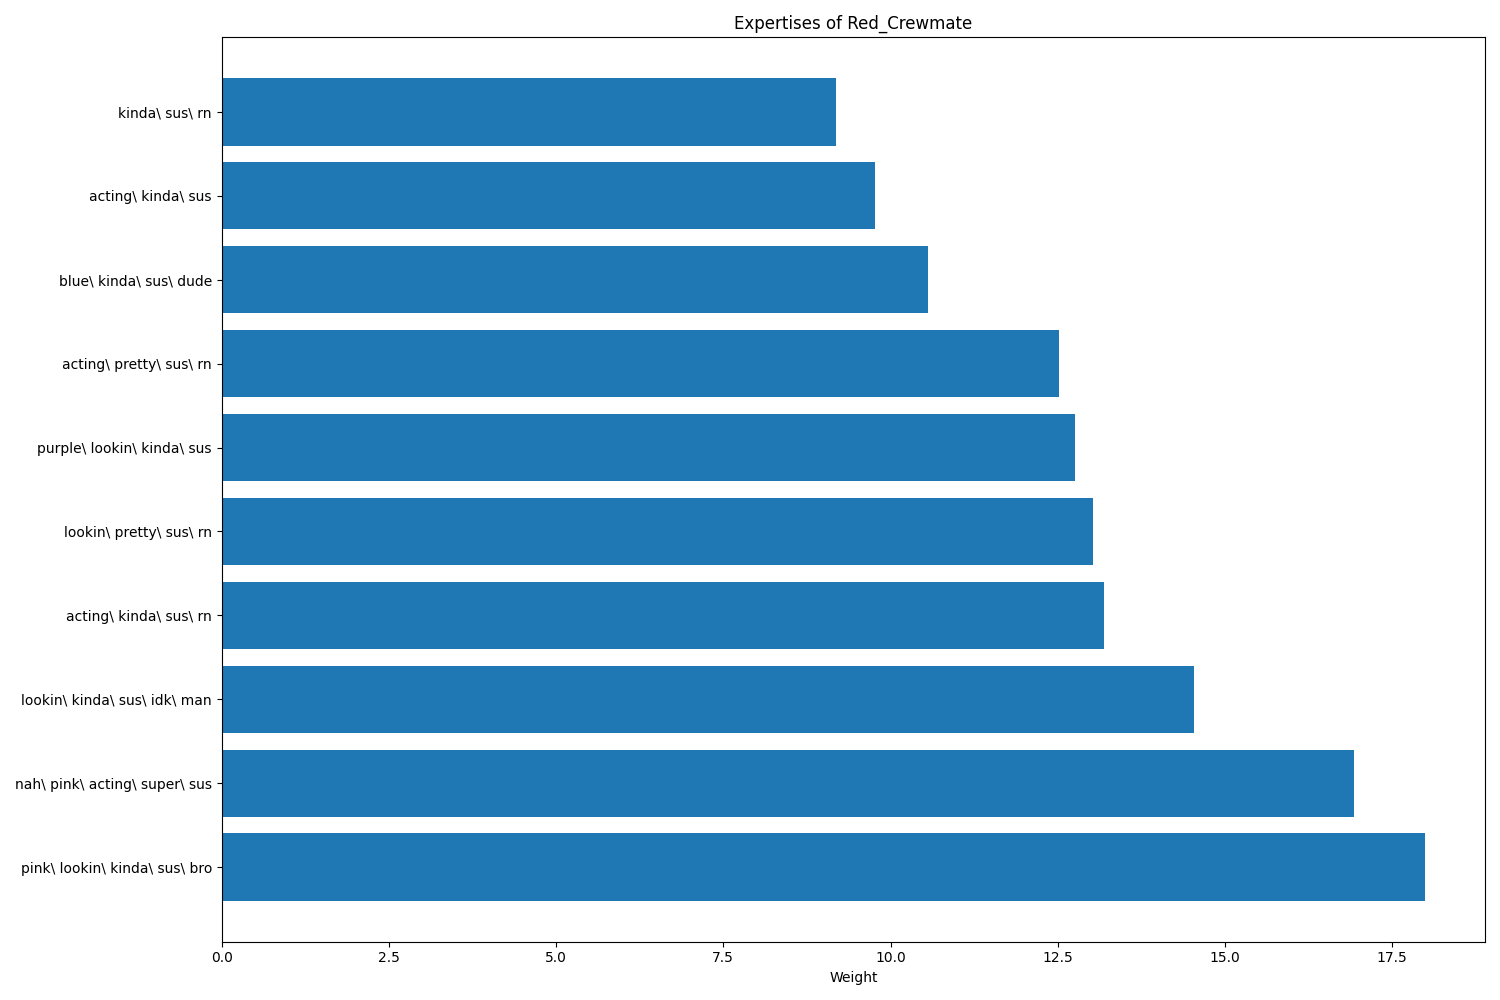 Expertises of Red_Crewmate
kinda\ sus\ rn
acting\ kinda\ sus
blue\ kinda\ sus\ dude
acting\ pretty\ sus\ rn
purple\ lookin\ kinda\ sus
lookin\ pretty\ sus\ rn
acting\ kinda\ sus\ rn
lookin\ kinda\ sus\ idk\ man
nah\ pink\ acting\ super\ sus
pink\ lookin\ kinda\ sus\ bro
0.0 2.5 5.0 7.5 10.0 12.5 15.0 17.5
Weight